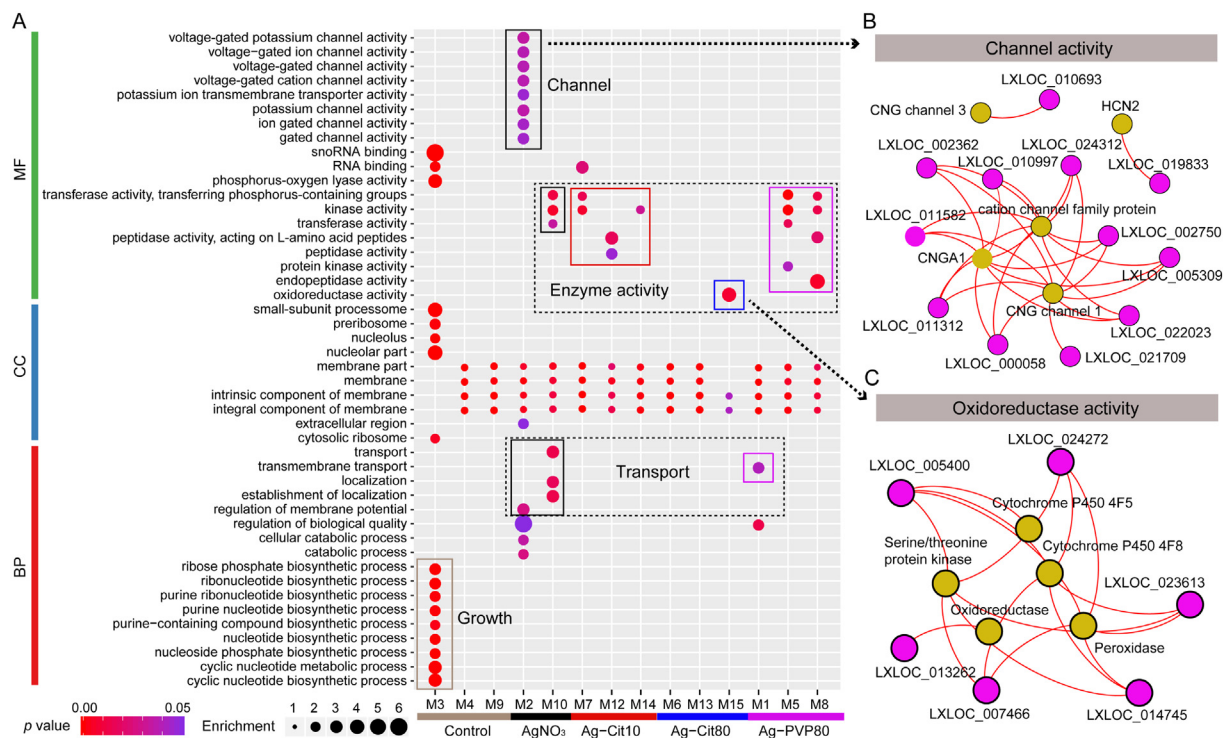 A
MF
CC
BP
voltage-gated potassium channel activity
voltage-gated ion channel activity
voltage-gated channel activity
voltage-gated cation channel activity
potassium ion transmembrane transporter activity
potassium channel activity
ion gated channel activity
gated channel activity
snoRNA binding
RNA binding
phosphorus-oxygen lyase activity
transferase activity, transferring phosphorus-containing groups
kinase activity
transferase activity
peptidase activity, acting on L-amino acid peptides
peptidase activity
protein kinase activity
endopeptidase activity
oxidoreductase activity
small-subunit processome
preribosome
nucleolus
nucleolar part
membrane part
membrane
intrinsic component of membrane
integral component of membrane
extracellular region
cytosolic ribosome
transport
transmembrane transport
localization
establishment of localization
regulation of membrane potential
regulation of biological quality
cellular catabolic process
catabolic process
ribose phosphate biosynthetic process
ribonucleotide biosynthetic process
purine ribonucleotide biosynthetic process
purine nucleotide biosynthetic process
purine-containing compound biosynthetic process
nucleotide biosynthetic process
nucleoside phosphate biosynthetic process
cyclic nucleotide metabolic process
cyclic nucleotide biosynthetic process
Channel
Enzyme activity
Transport
Growth
M3 M4 M9 M2 M10 M7 M12 M14 M6 M13 M15 M1 M5 M8
Control AgNO₃ Ag-Cit10 Ag-Cit80 Ag-PVP80
0.00 0.05
p value
Enrichment 1 2 3 4 5 6
B
Channel activity
LXLOC_010693
CNG channel 3
HCN2
LXLOC_002362
LXLOC_024312
LXLOC_010997
LXLOC_019833
LXLOC_011582
cation channel family protein
LXLOC_002750
CNGA1
LXLOC_005309
CNG channel 1
LXLOC_011312
LXLOC_022023
LXLOC_021709
LXLOC_000058
C
Oxidoreductase activity
LXLOC_024272
LXLOC_005400
Cytochrome P450 4F5
Serine/threonine
protein kinase
Cytochrome P450 4F8
LXLOC_023613
Oxidoreductase
Peroxidase
LXLOC_013262
LXLOC_007466
LXLOC_014745